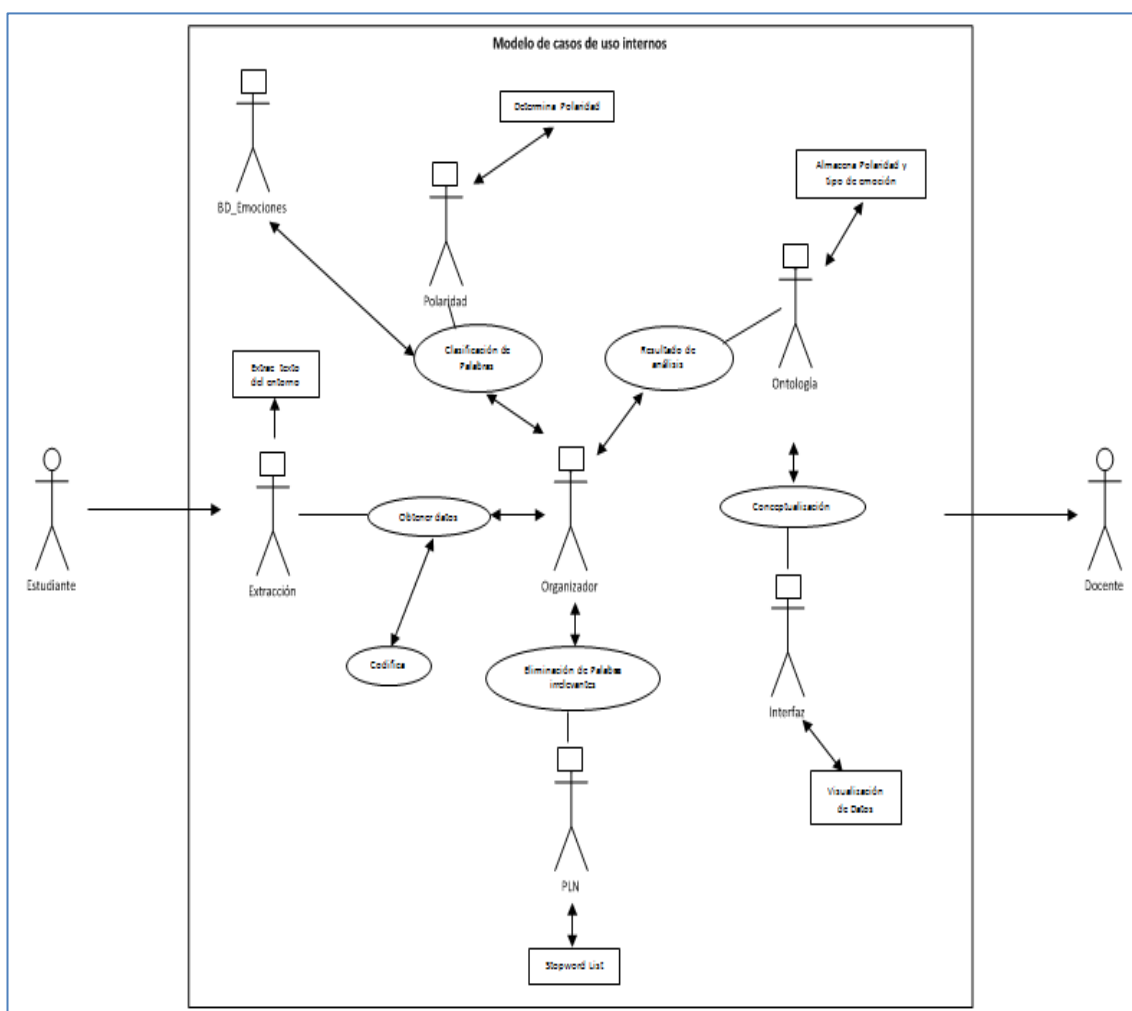 Modelo de casos de uso internos
Determina Polaridad
BD_Emociones
Almacena Polaridad y
tipo de emoción
Polaridad
Clasificación de
Palabras
Resultado de
análisis
Ontología
Extrae texto
del entorno
Estudiante
Extracción
Obtener datos
Organizador
Conceptualización
Docente
Codifica
Eliminación de Palabras
irrelevantes
Interfaz
Visualización
de Datos
PLN
Stopword List